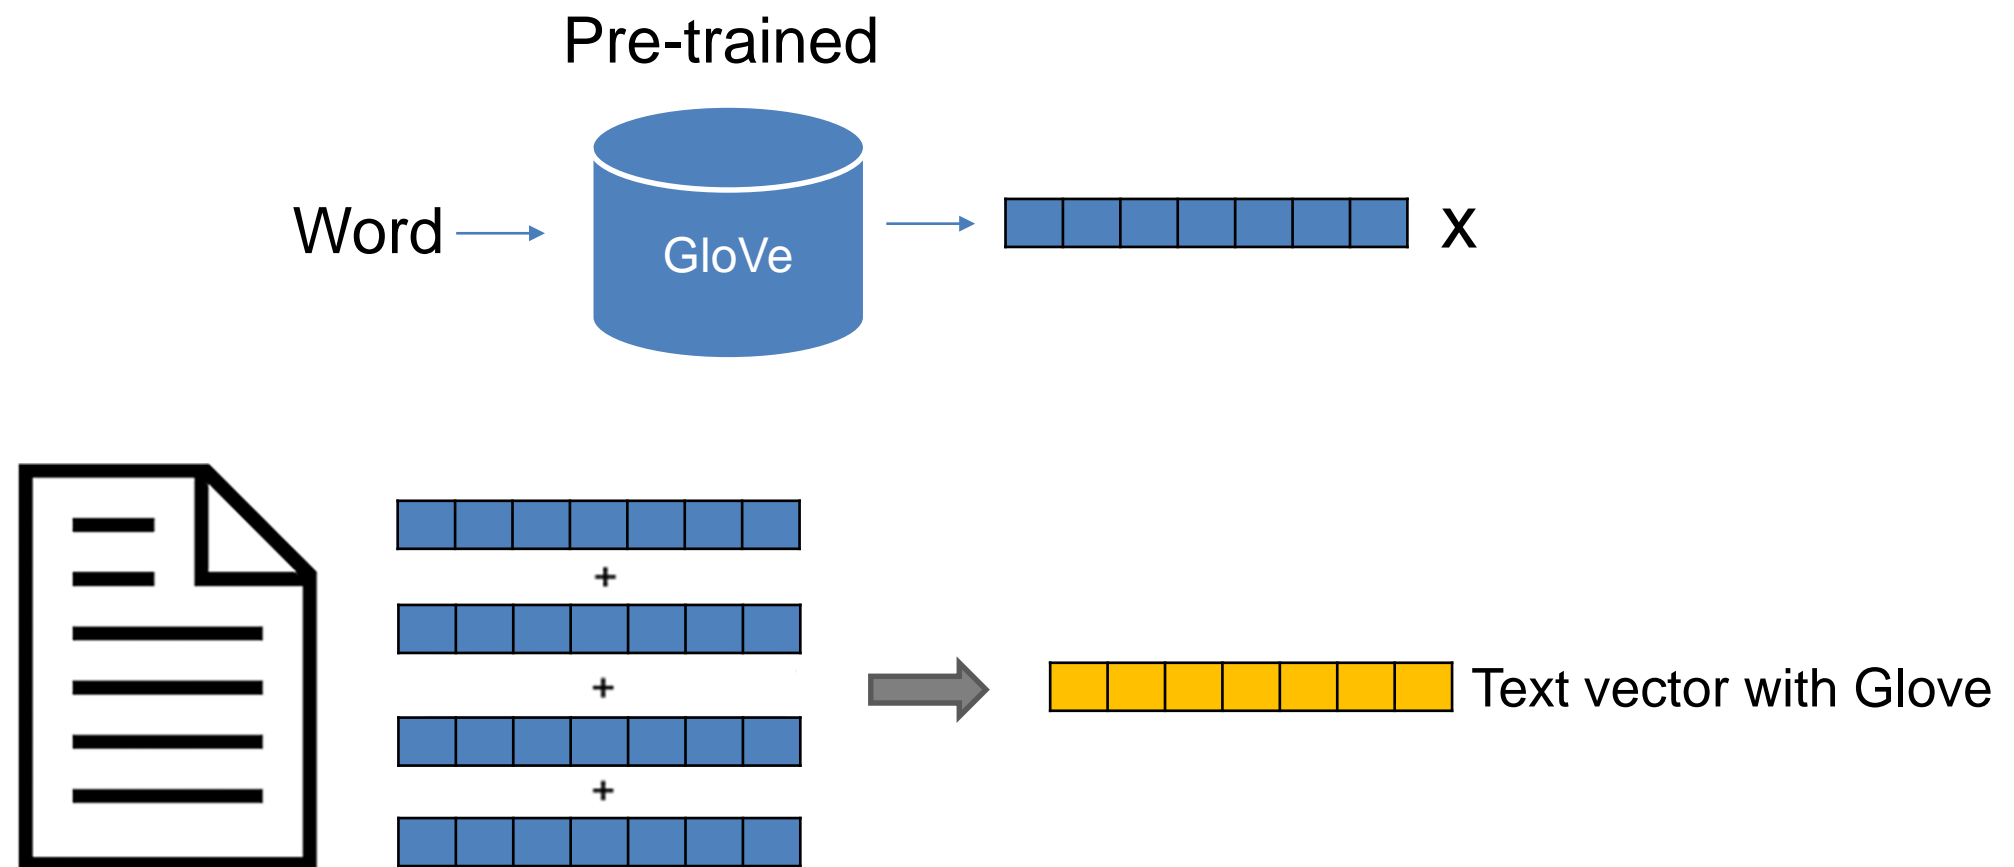 Pre-trained
Word
GloVe
x
+
+
+
Text vector with Glove